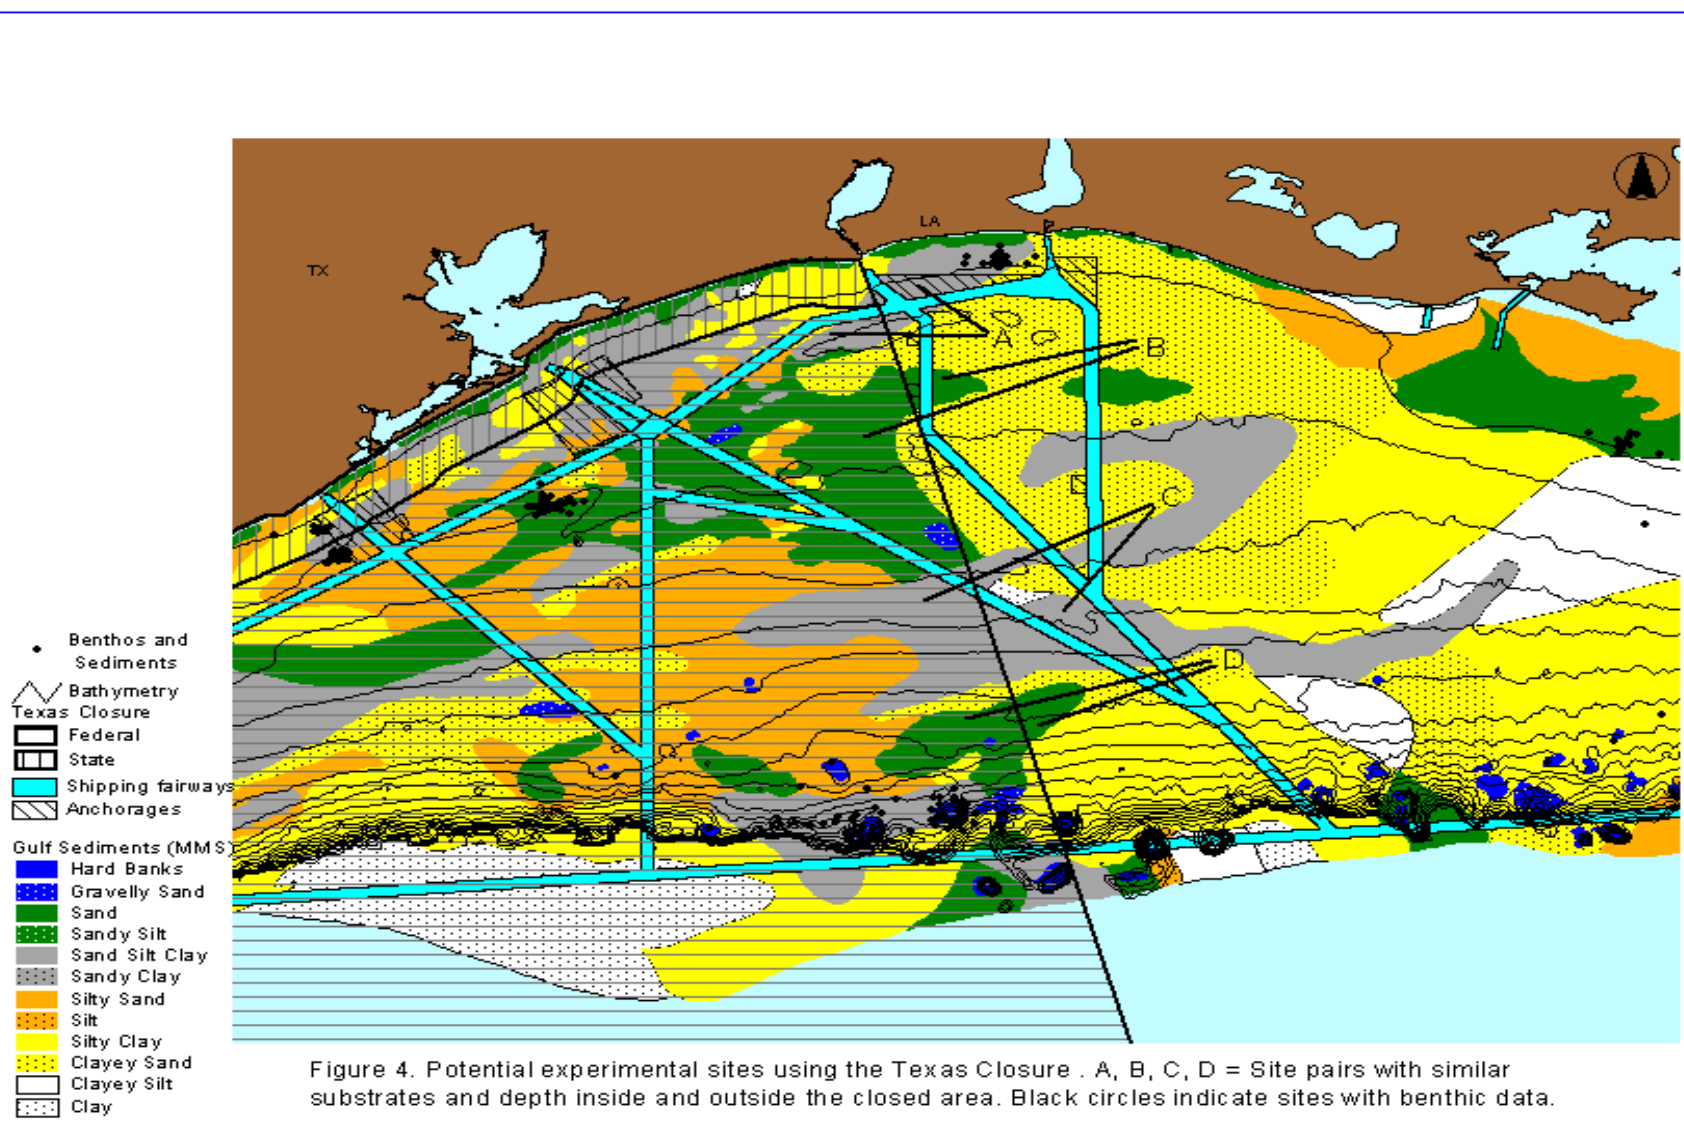 TX
LA
A
B
C
D
Benthos and
Sediments
Bathymetry
Texas Closure
Federal
State
Shipping fairways
Anchorages
Gulf Sediments (MMS)
Hard Banks
Gravelly Sand
Sand
Sandy Silt
Sand Silt Clay
Sandy Clay
Silty Sand
Silt
Silty Clay
Clayey Sand
Clayey Silt
Clay
Figure 4. Potential experimental sites using the Texas Closure . A, B, C, D = Site pairs with similar
substrates and depth inside and outside the closed area. Black circles indicate sites with benthic data.